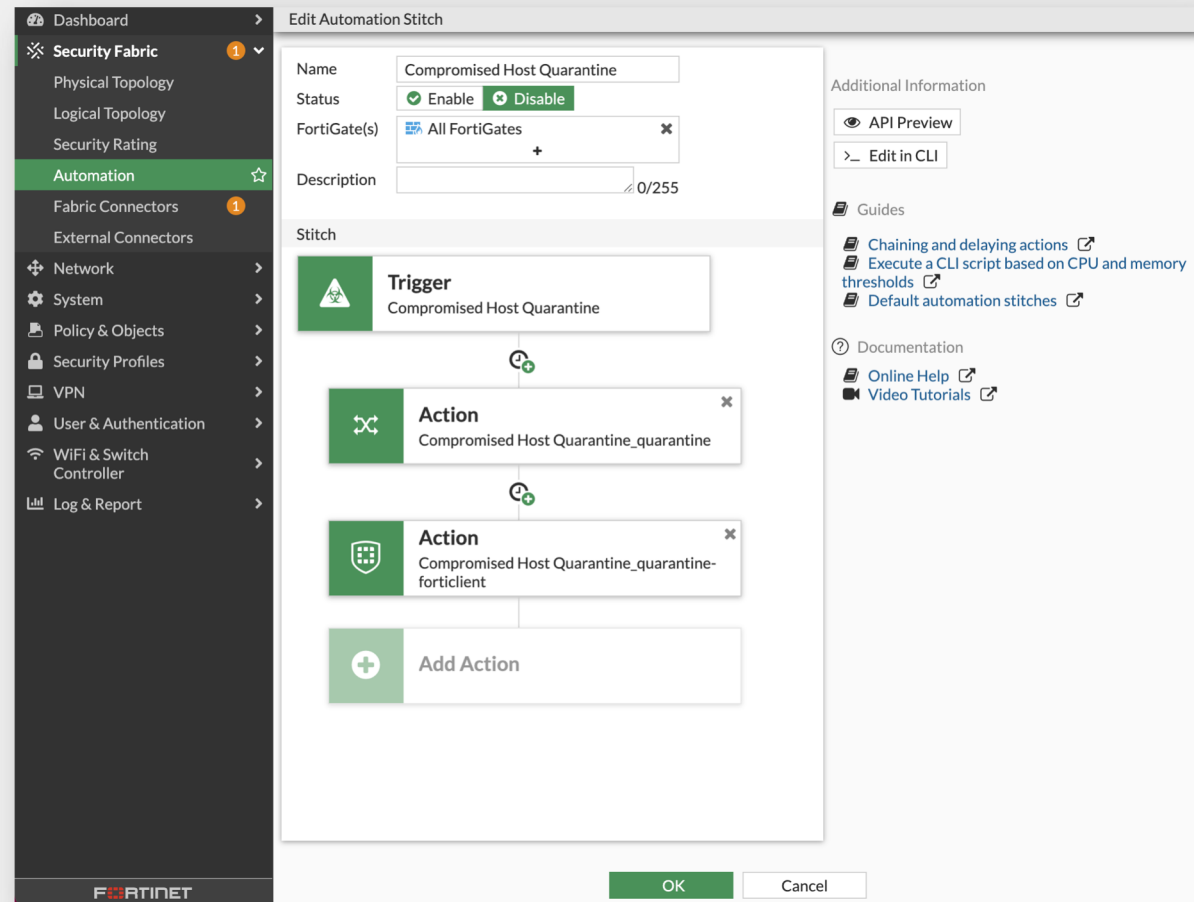 Dashboard
Security Fabric 1
Physical Topology
Logical Topology
Security Rating
Automation
Fabric Connectors 1
External Connectors
Network
System
Policy & Objects
Security Profiles
VPN
User & Authentication
WiFi & Switch
Controller
Log & Report
FORTINET
Edit Automation Stitch
Name Compromised Host Quarantine
Status Enable Disable
FortiGate(s) All FortiGates
+
Description 0/255
Stitch
Trigger
Compromised Host Quarantine
Action
Compromised Host Quarantine_quarantine
Action
Compromised Host Quarantine_quarantine-
forticlient
Add Action
OK Cancel
Additional Information
API Preview
>_ Edit in CLI
Guides
Chaining and delaying actions
Execute a CLI script based on CPU and memory
thresholds
Default automation stitches
Documentation
Online Help
Video Tutorials